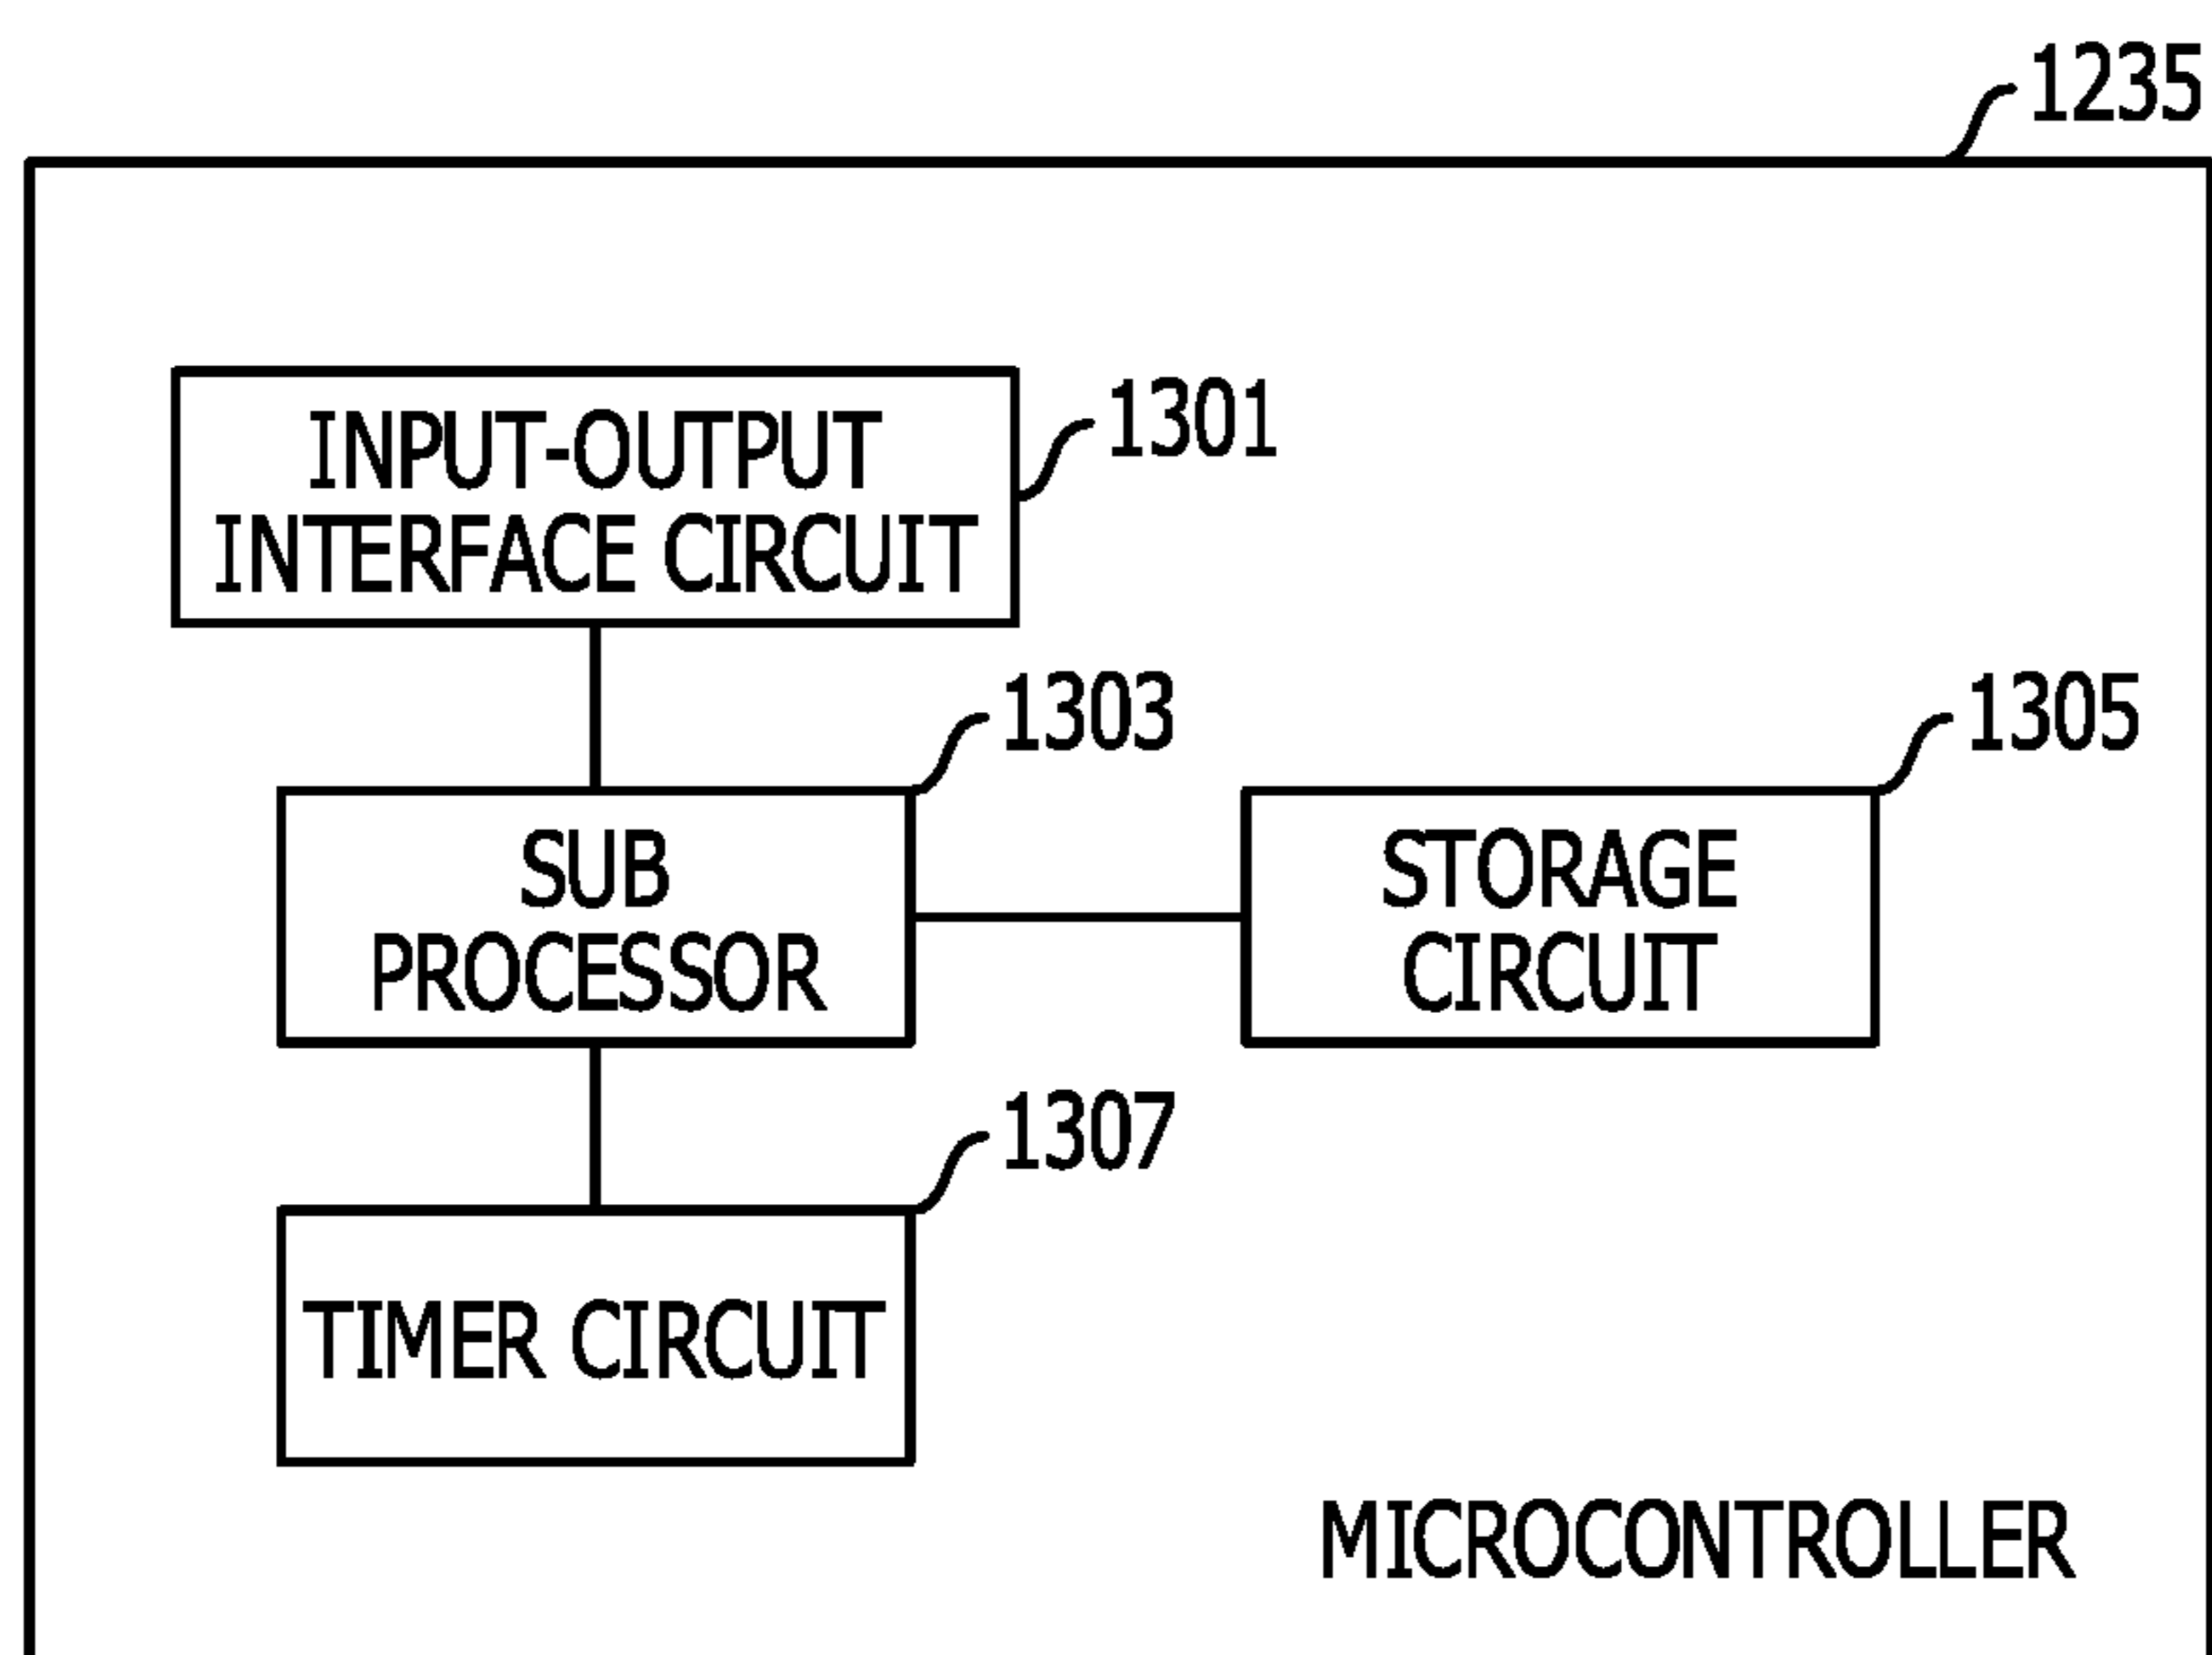 1235
INPUT-OUTPUT
INTERFACE CIRCUIT
1301
1303
SUB
PROCESSOR
1305
STORAGE
CIRCUIT
1307
TIMER CIRCUIT
MICROCONTROLLER